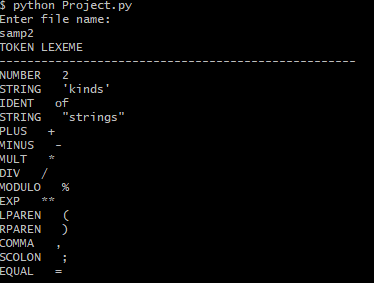 $ python Project.py
Enter file name:
samp2
TOKEN LEXEME
---------------------------------------------------
NUMBER   2
STRING   'kinds'
IDENT   of
STRING   "strings"
PLUS   +
MINUS   -
MULT   *
DIV   /
MODULO   %
EXP   **
LPAREN   (
RPAREN   )
COMMA   ,
SCOLON   ;
EQUAL   =